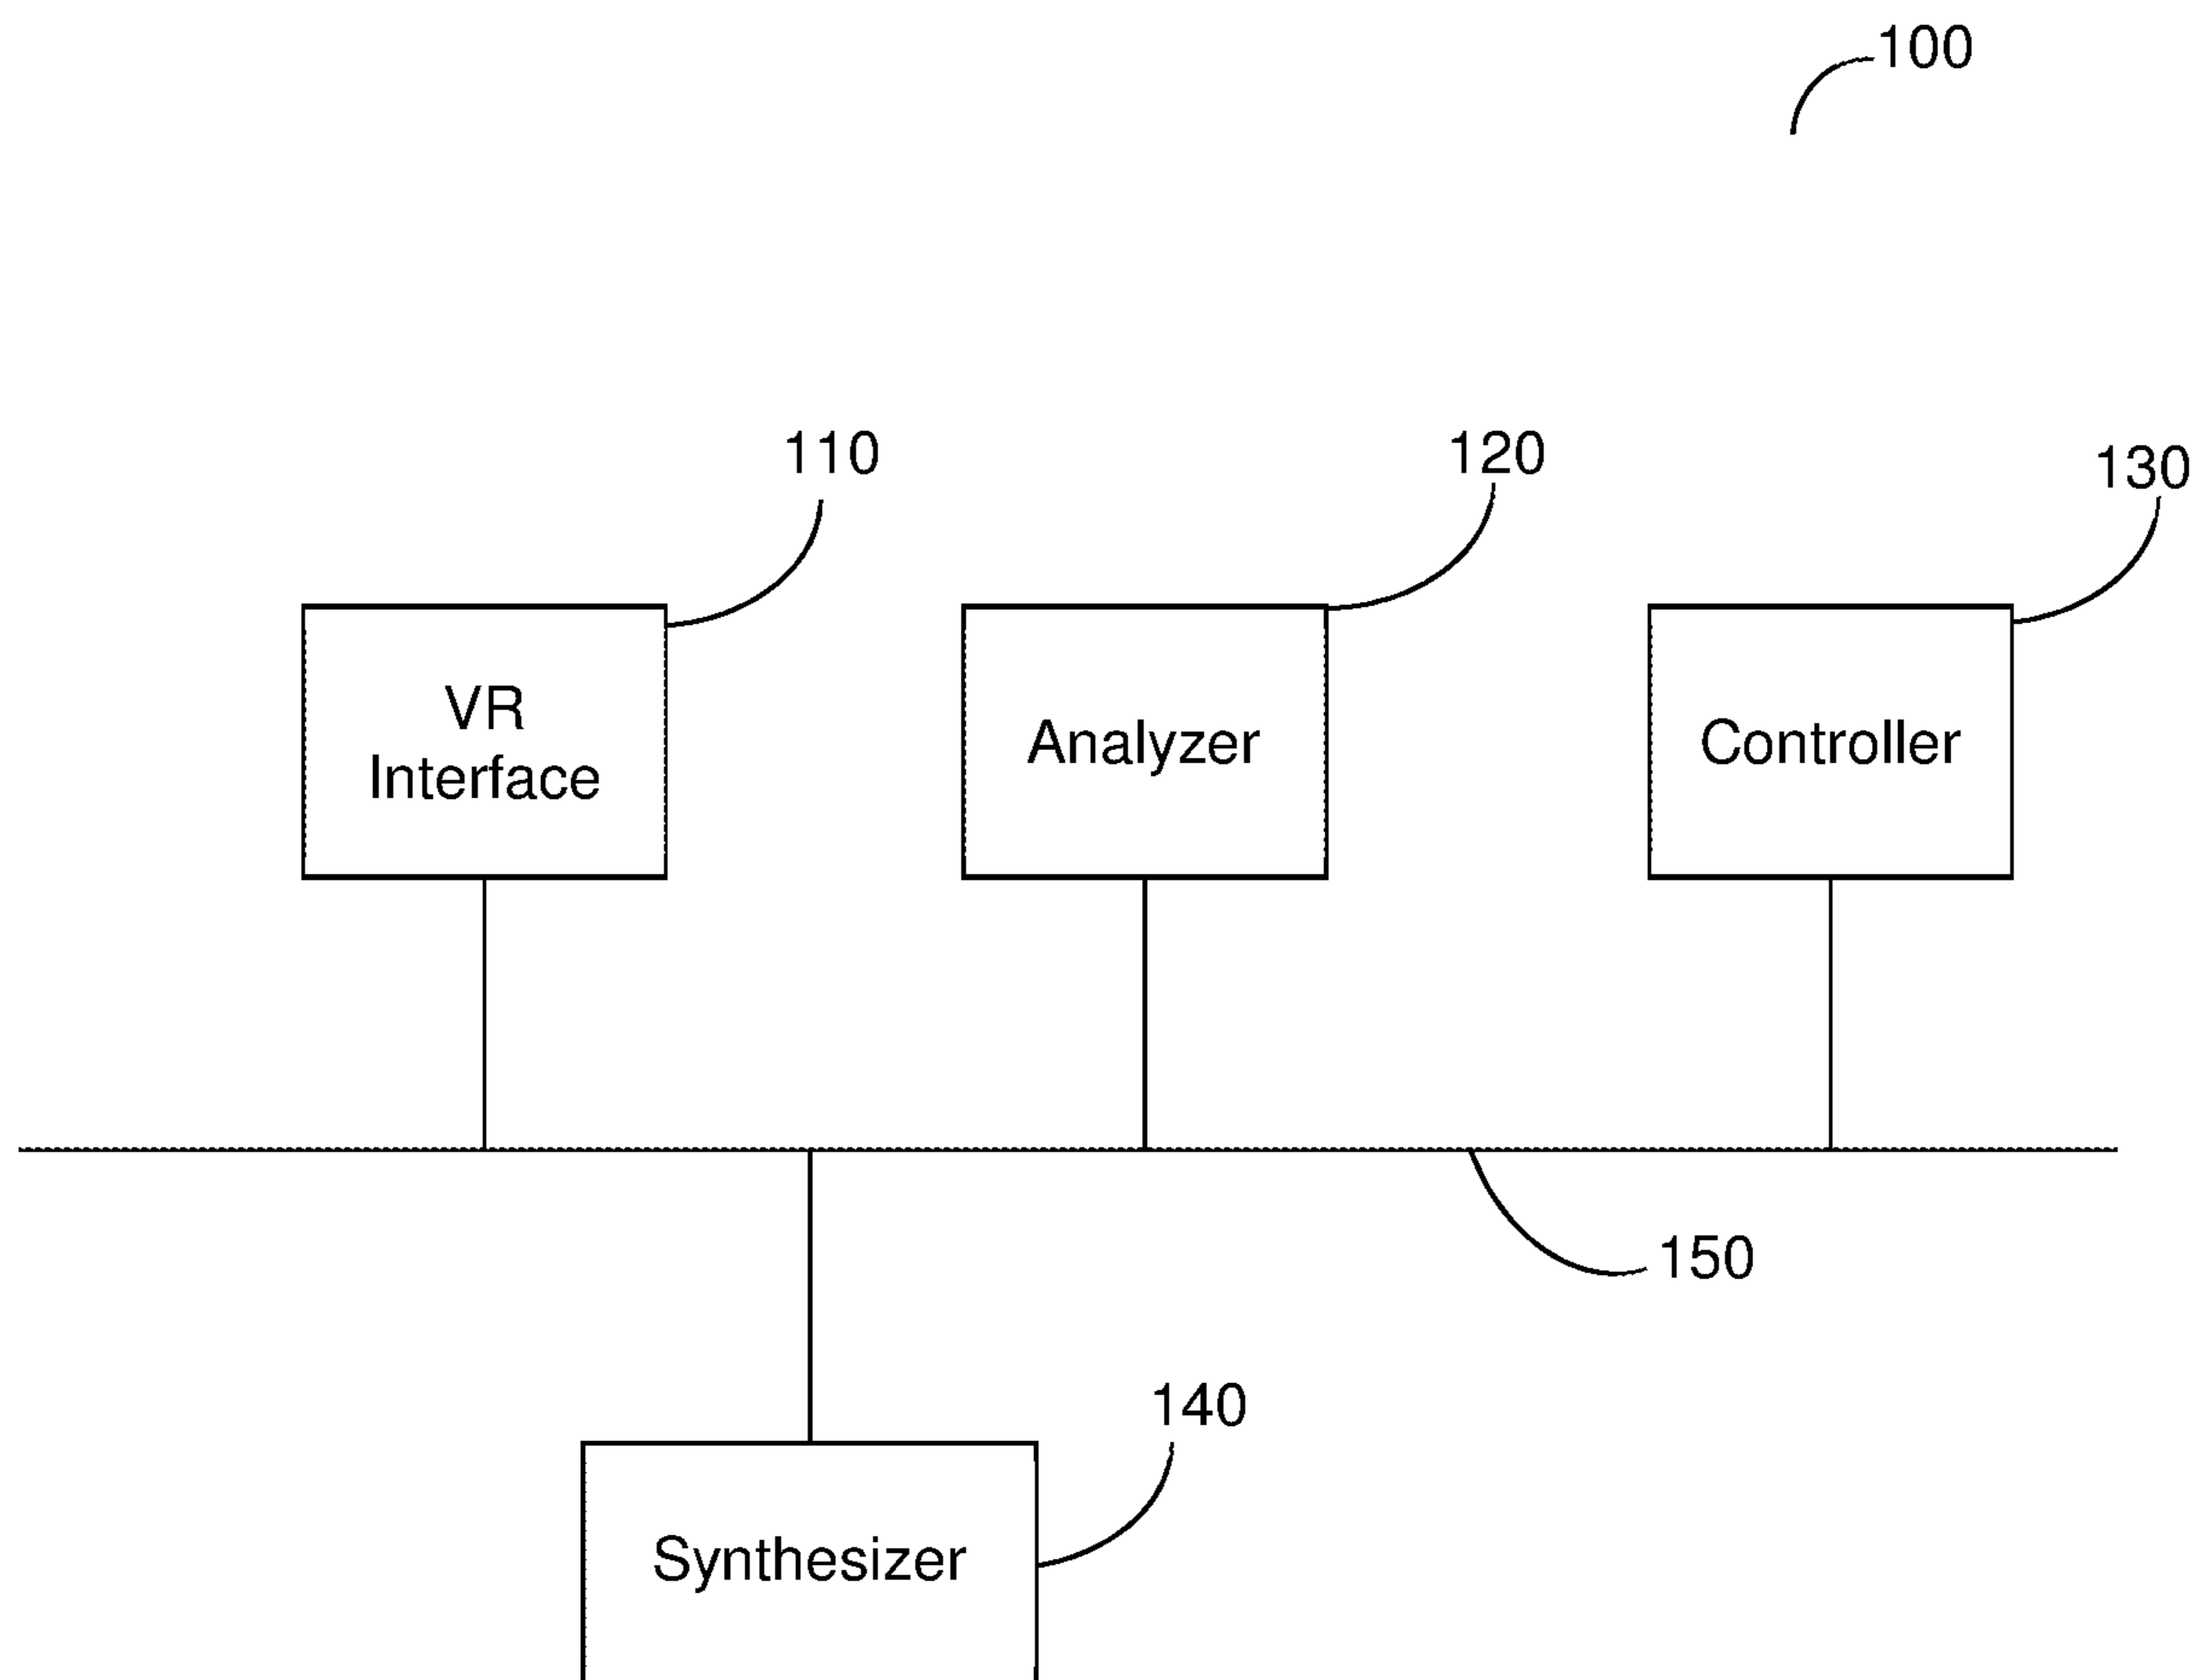 100
110
120
130
VR
Interface
Analyzer
Controller
150
140
Synthesizer